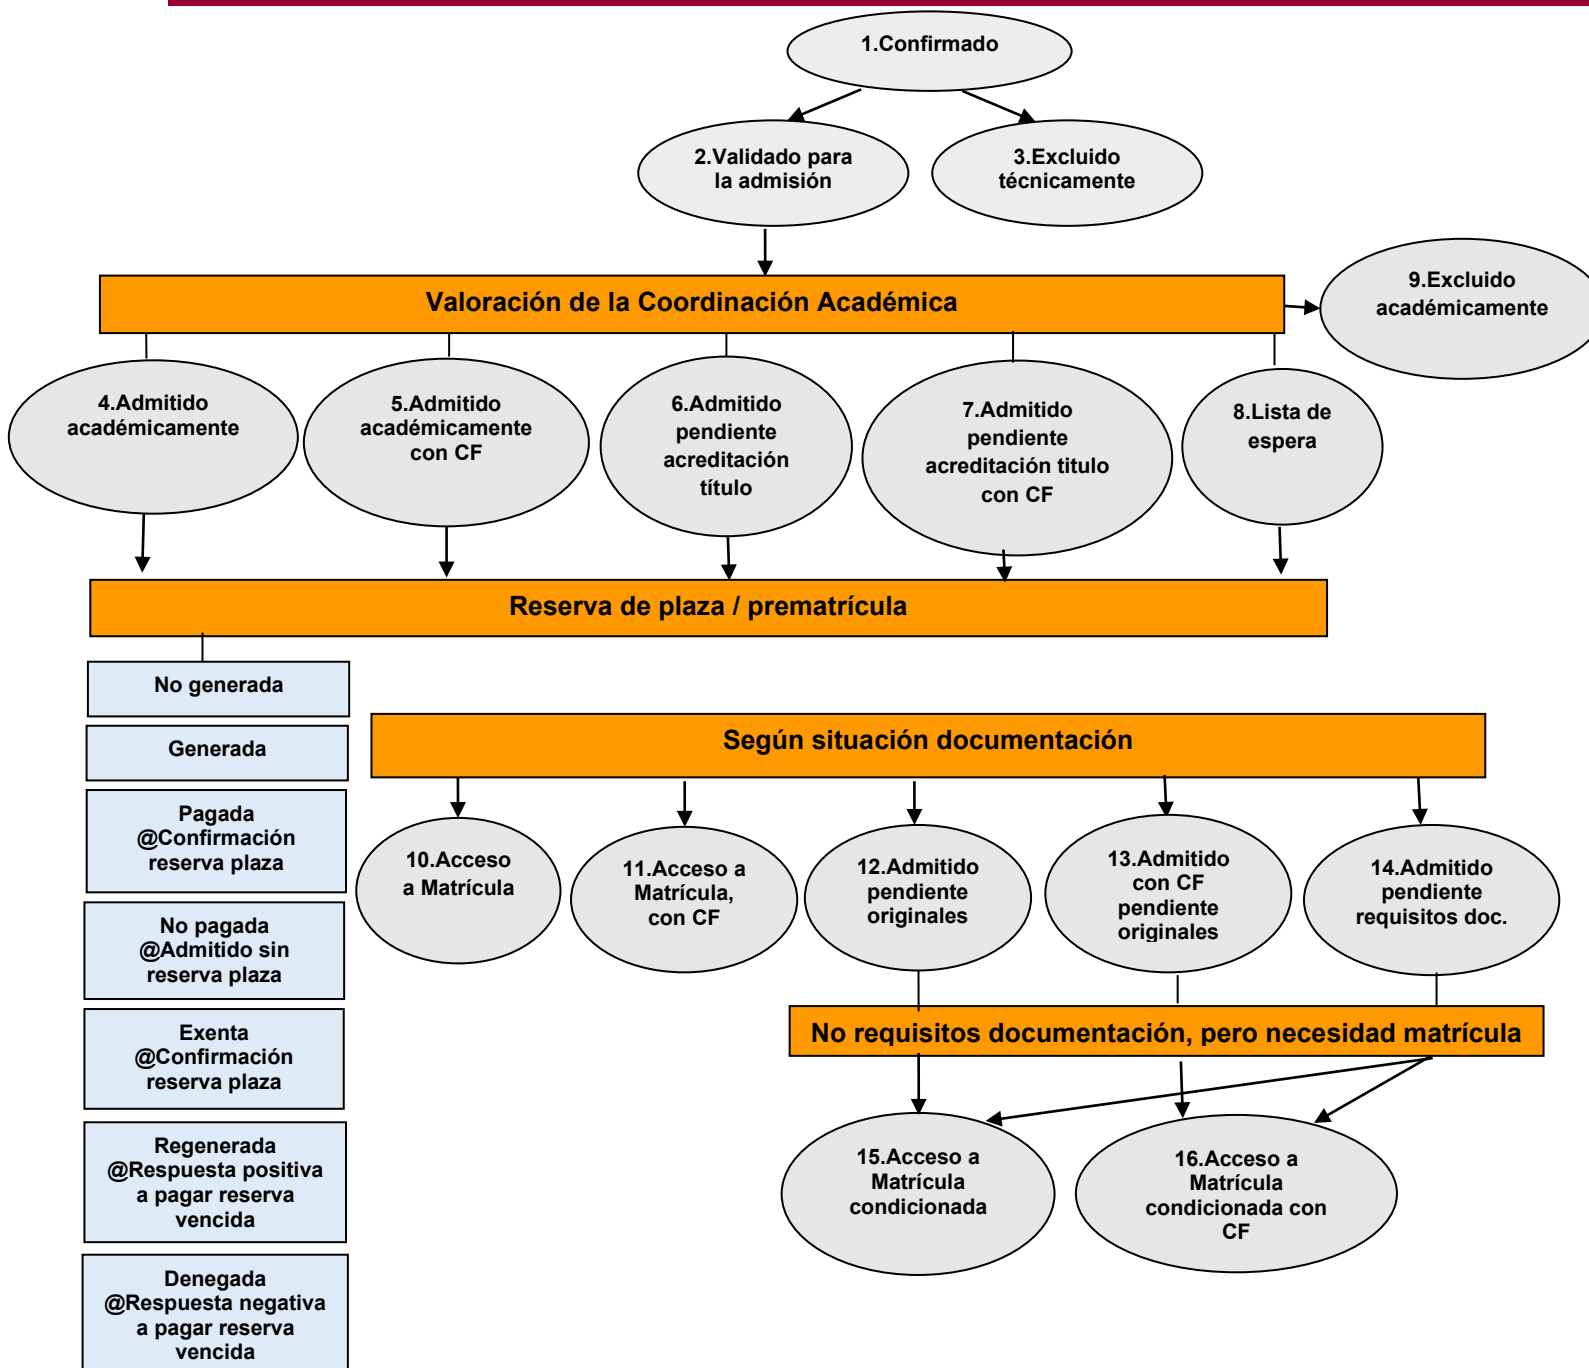 1.Confirmado
2.Validado para
la admisión
3.Excluido
técnicamente
Valoración de la Coordinación Académica
9.Excluido
académicamente
4.Admitido
académicamente
5.Admitido
académicamente
con CF
6.Admitido
pendiente
acreditación
título
7.Admitido
pendiente
acreditación titulo
con CF
8.Lista de
espera
Reserva de plaza / prematrícula
No generada
Generada
Pagada
@Confirmación
reserva plaza
No pagada
@Admitido sin
reserva plaza
Exenta
@Confirmación
reserva plaza
Regenerada
@Respuesta positiva
a pagar reserva
vencida
Denegada
@Respuesta negativa
a pagar reserva
vencida
Según situación documentación
10.Acceso
a Matrícula
11.Acceso a
Matrícula,
con CF
12.Admitido
pendiente
originales
13.Admitido
con CF
pendiente
originales
14.Admitido
pendiente
requisitos doc.
No requisitos documentación, pero necesidad matrícula
15.Acceso a
Matrícula
condicionada
16.Acceso a
Matrícula
condicionada con
CF